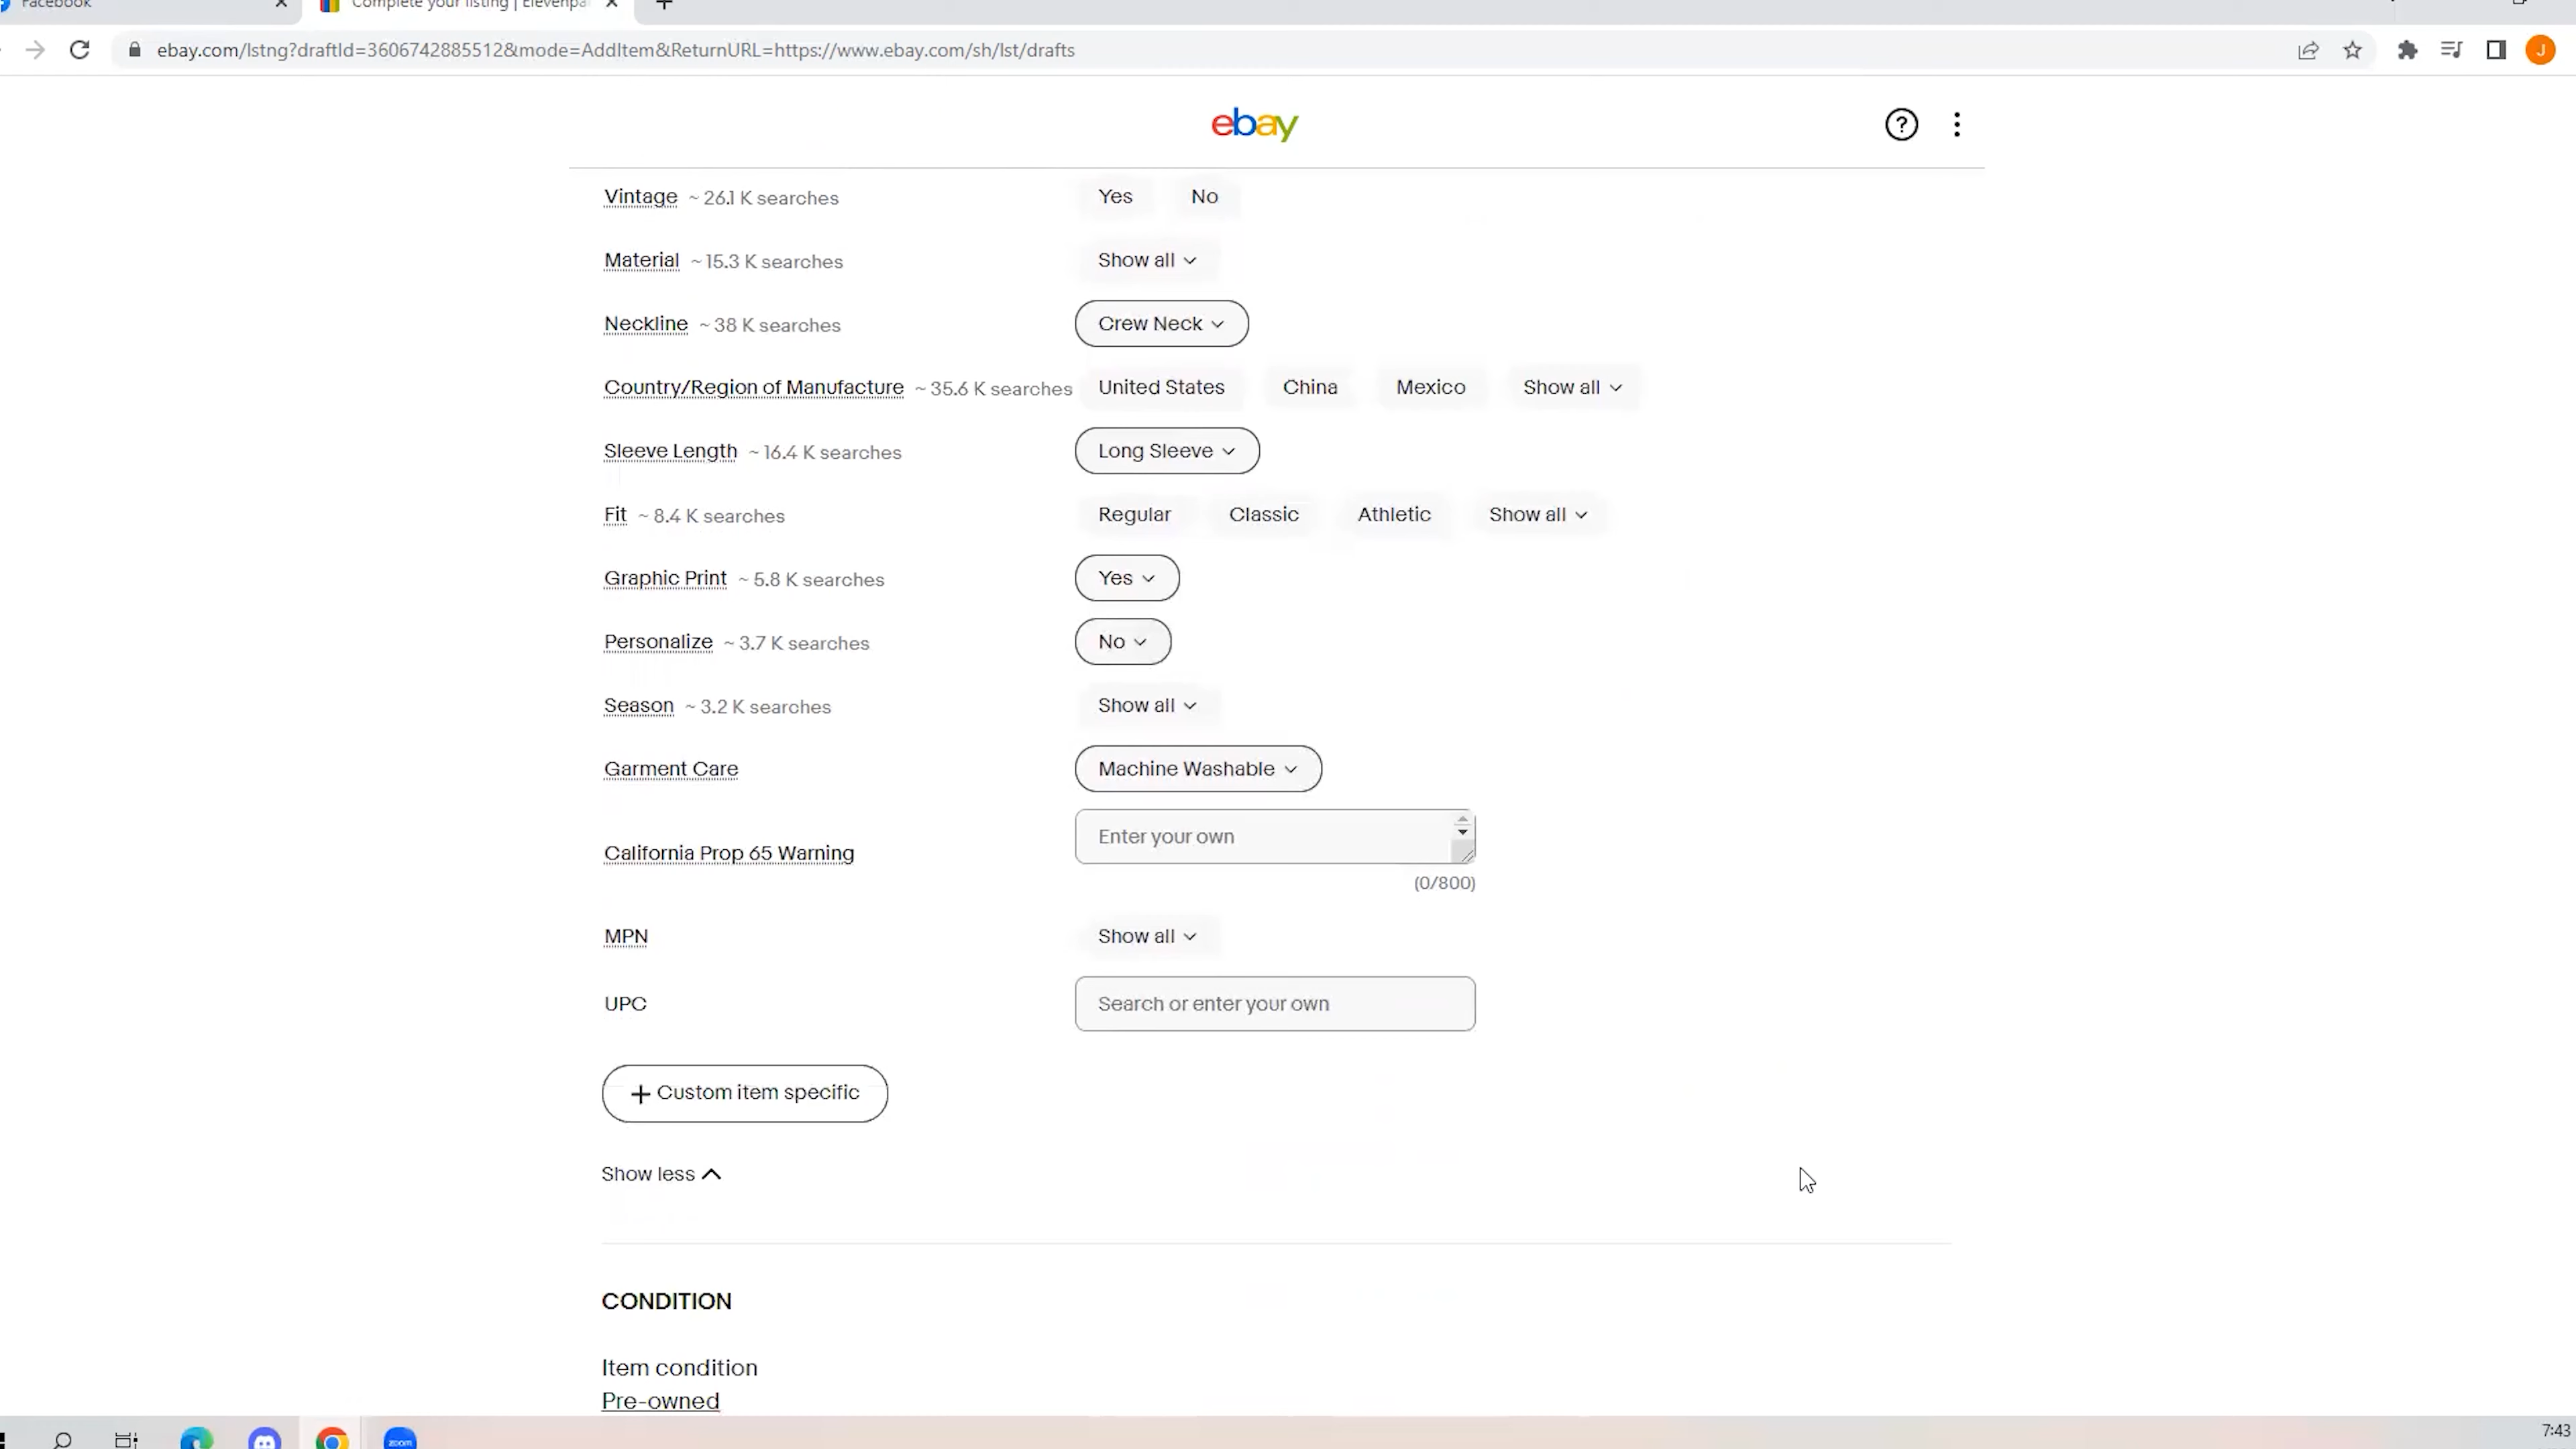 Facebook
Complete your listing | Elevenpa
ebay.com/lstng?draftId=3606742885512&mode=AddItem&ReturnURL=https://www.ebay.com/sh/lst/drafts
J
ebay
?
Vintage ~ 26.1 K searches Yes No
Material ~ 15.3 K searches Show all
Neckline ~ 38 K searches Crew Neck
Country/Region of Manufacture ~ 35.6 K searches United States China Mexico Show all
Sleeve Length ~ 16.4 K searches Long Sleeve
Fit ~ 8.4 K searches Regular Classic Athletic Show all
Graphic Print ~ 5.8 K searches Yes
Personalize ~ 3.7 K searches No
Season ~ 3.2 K searches Show all
Garment Care Machine Washable
California Prop 65 Warning Enter your own
(0/800)
MPN Show all
UPC Search or enter your own
+ Custom item specific
Show less
CONDITION
Item condition
Pre-owned
zoom
7:43